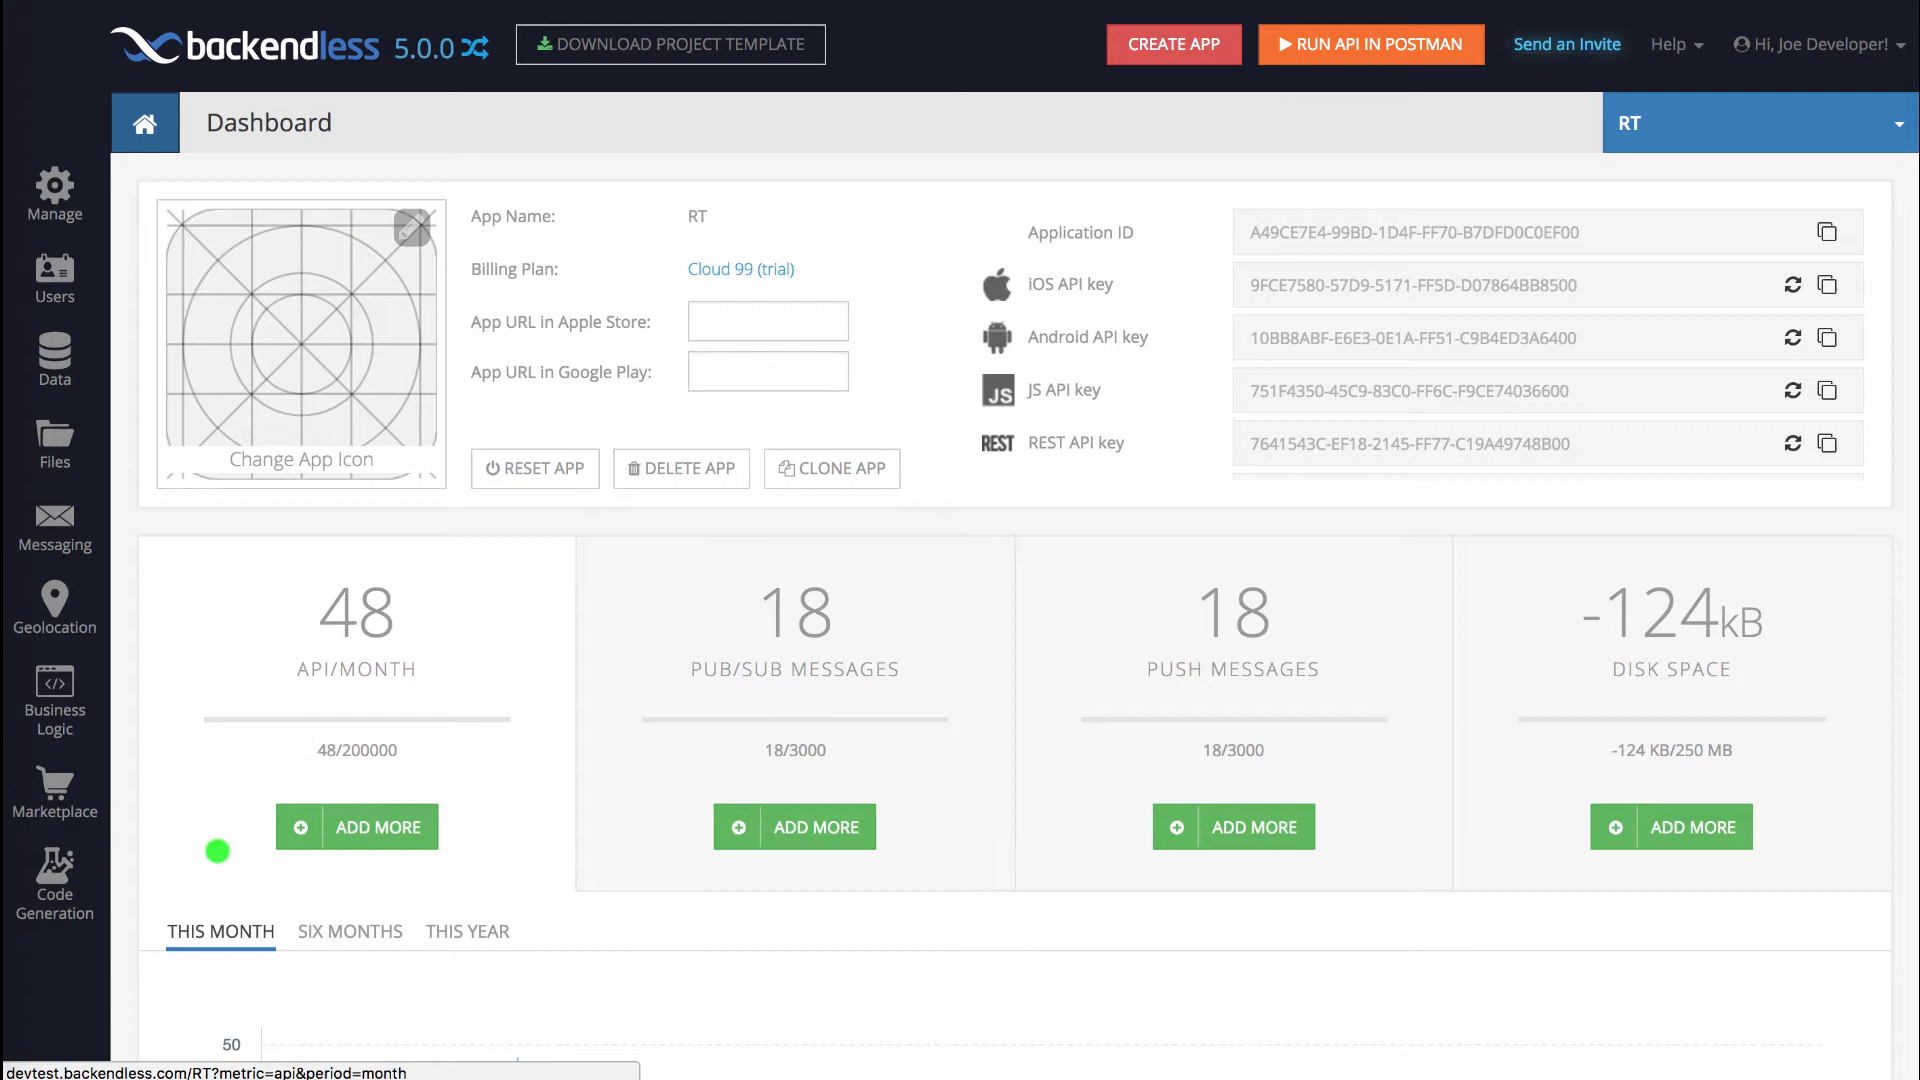 backendless 5.0.0
DOWNLOAD PROJECT TEMPLATE
CREATE APP
RUN API IN POSTMAN
Send an Invite
Help
Hi, Joe Developer!
Dashboard
RT
Manage
Users
Data
Files
Messaging
Geolocation
Business
Logic
Marketplace
Code
Generation
Change App Icon
App Name:
RT
Billing Plan:
Cloud 99 (trial)
App URL in Apple Store:
App URL in Google Play:
RESET APP
DELETE APP
CLONE APP
Application ID
A49CE7E4-99BD-1D4F-FF70-B7DFD0C0EF00
iOS API key
9FCE7580-57D9-5171-FF5D-D07864BB8500
Android API key
10BB8ABF-E6E3-0E1A-FF51-C9B4ED3A6400
JS
JS API key
751F4350-45C9-83C0-FF6C-F9CE74036600
REST
REST API key
7641543C-EF18-2145-FF77-C19A49748B00
48
API/MONTH
48/200000
ADD MORE
18
PUB/SUB MESSAGES
18/3000
ADD MORE
18
PUSH MESSAGES
18/3000
ADD MORE
-124kB
DISK SPACE
-124 KB/250 MB
ADD MORE
THIS MONTH
SIX MONTHS
THIS YEAR
50
devtest.backendless.com/RT?metric=api&period=month